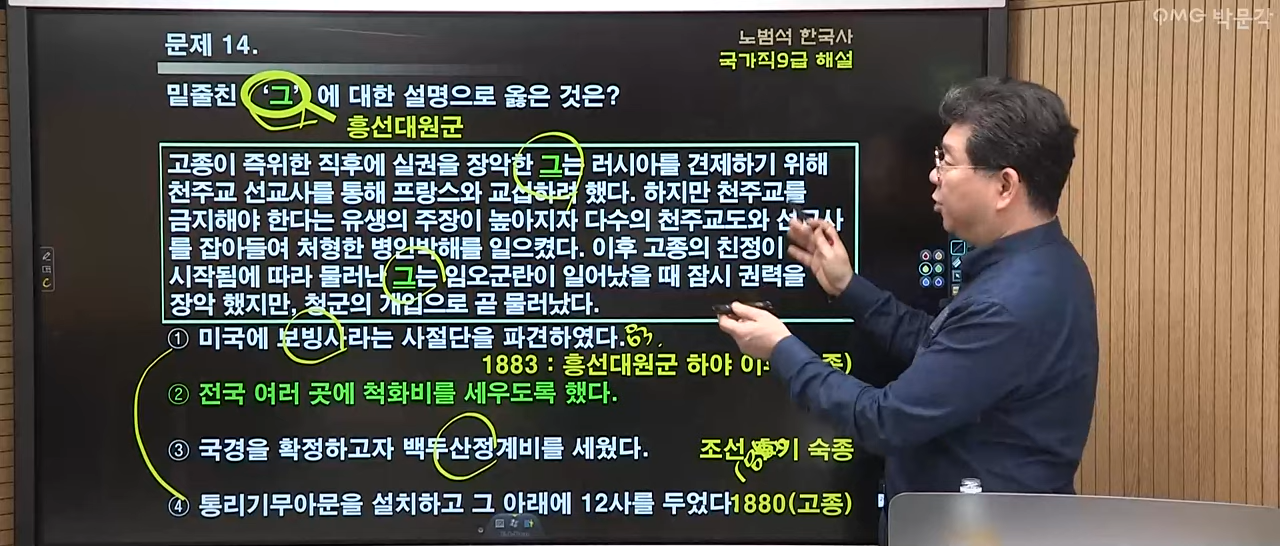 QMG 박문각
문제 14.
노범석 한국사
국가직9급 해설
밑줄친 '그'에 대한 설명으로 옳은 것은?
흥선대원군
고종이 즉위한 직후에 실권을 장악한 그는 러시아를 견제하기 위해
천주교 선교사를 통해 프랑스와 교섭하려 했다. 하지만 천주교를
금지해야 한다는 유생의 주장이 높아지자 다수의 천주교도와 선교사
를 잡아들여 처형한 병인박해를 일으켰다. 이후 고종의 친정이
시작됨에 따라 물러난 그는 임오군란이 일어났을 때 잠시 권력을
장악 했지만, 청군의 개입으로 곧 물러났다.
① 미국에 보빙사라는 사절단을 파견하였다.
1883 : 흥선대원군 하야 이
② 전국 여러 곳에 척화비를 세우도록 했다.
③ 국경을 확정하고자 백두산정계비를 세웠다. 조선 기 숙종
④ 통리기무아문을 설치하고 그 아래에 12사를 두었다 1880(고종)